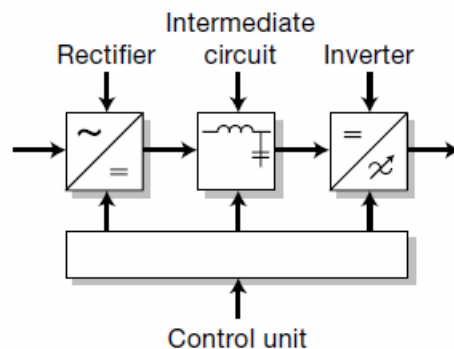 Intermediate
Rectifier circuit Inverter
~
=
=
~
Control unit